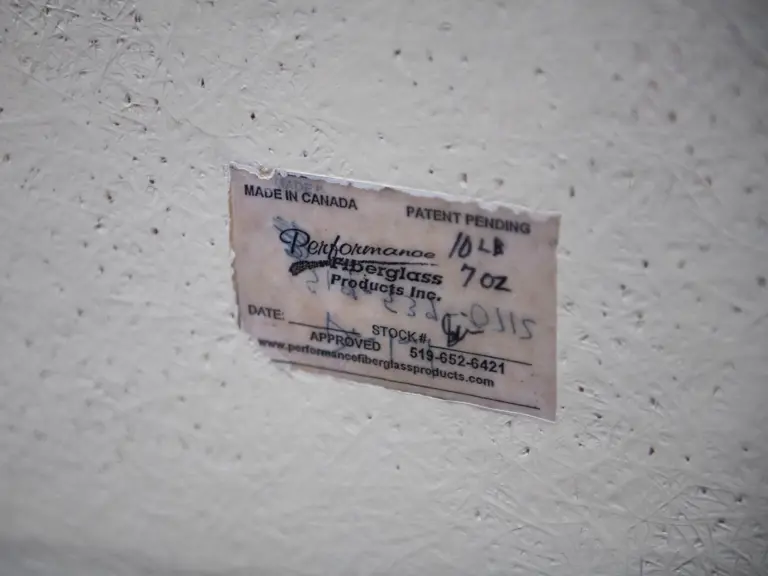 MADE IN CANADA
PATENT PENDING
Performance
Fiberglass
Products Inc.
10 LB
7 OZ
DATE:
STOCK#
APPROVED
519-652-6421
www.performancefiberglassproducts.com